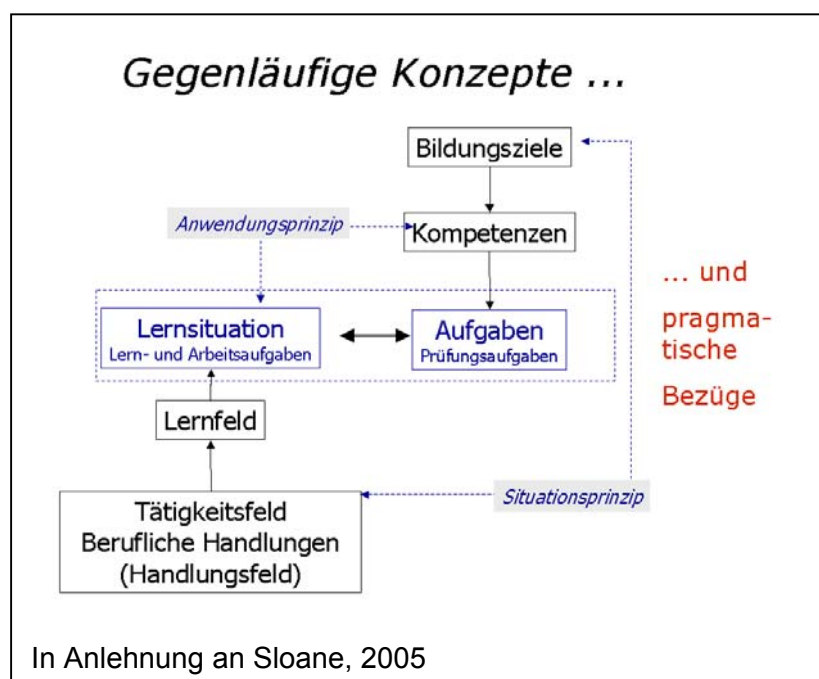 Gegenläufige Konzepte ...
Bildungsziele
Anwendungsprinzip
Kompetenzen
... und
pragma-
tische
Bezüge
Lernsituation
Lern- und Arbeitsaufgaben
Aufgaben
Prüfungsaufgaben
Lernfeld
Situationsprinzip
Tätigkeitsfeld
Berufliche Handlungen
(Handlungsfeld)
In Anlehnung an Sloane, 2005